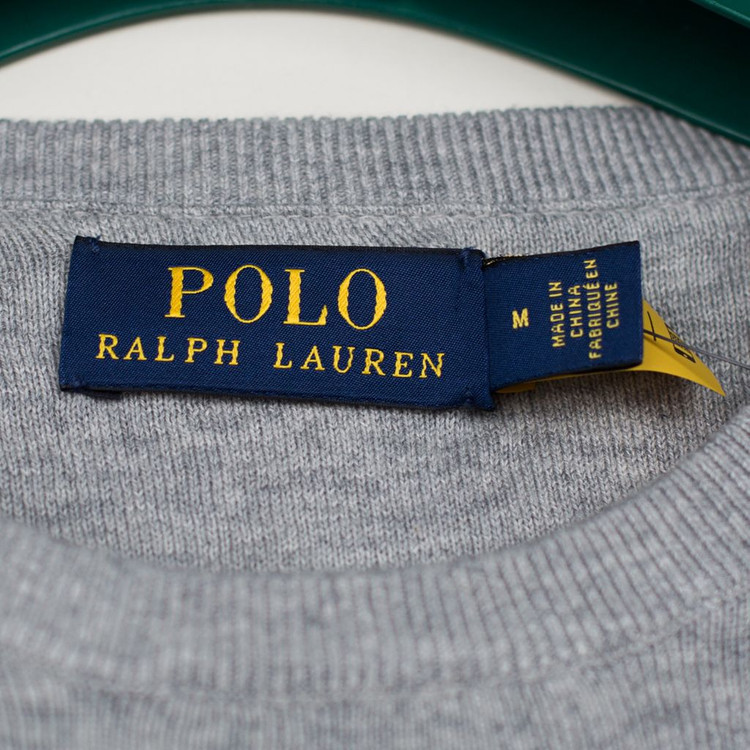 POLO
RALPH LAUREN
M
MADE IN
CHINA
FABRIQUÉ EN
CHINE